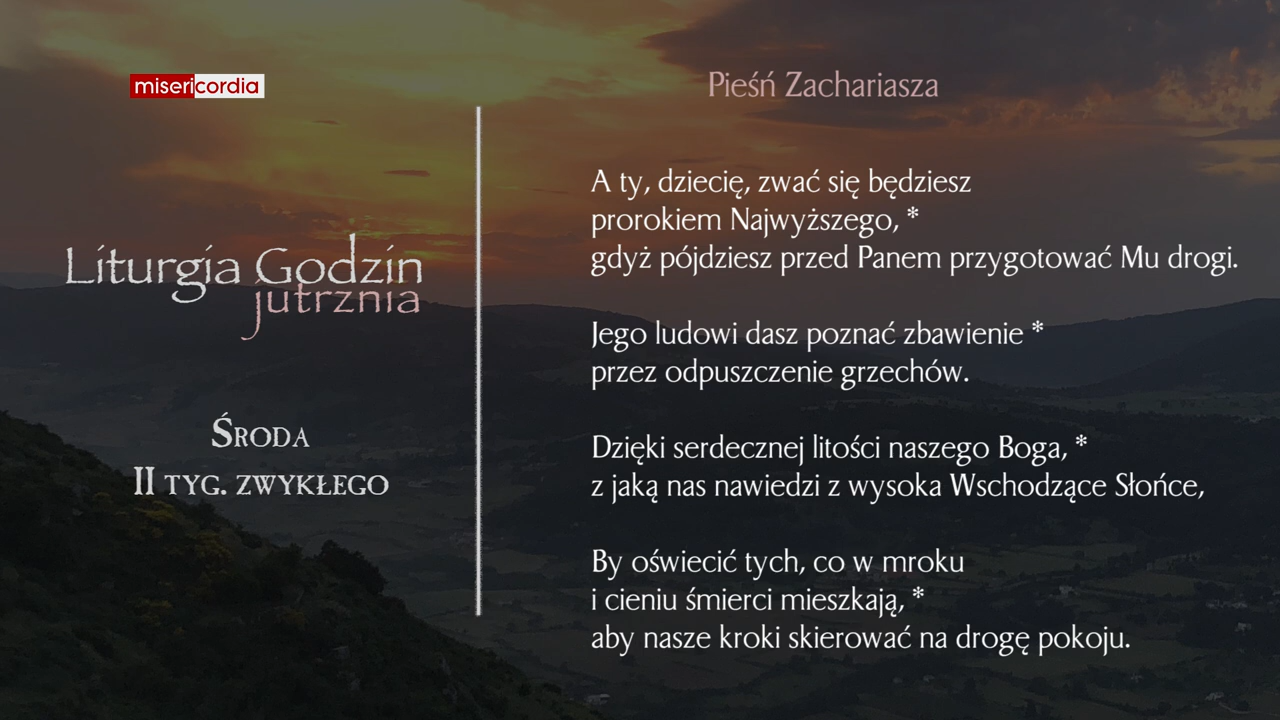 misericordia
Liturgia Godzin
jutrznia
Środa
II tyg. zwykłego
Pieśń Zachariasza
A ty, dziecię, zwać się będziesz
prorokiem Najwyższego, *
gdyż pójdziesz przed Panem przygotować Mu drogi.
Jego ludowi dasz poznać zbawienie *
przez odpuszczenie grzechów.
Dzięki serdecznej litości naszego Boga, *
z jaką nas nawiedzi z wysoka Wschodzące Słońce,
By oświecić tych, co w mroku
i cieniu śmierci mieszkają, *
aby nasze kroki skierować na drogę pokoju.